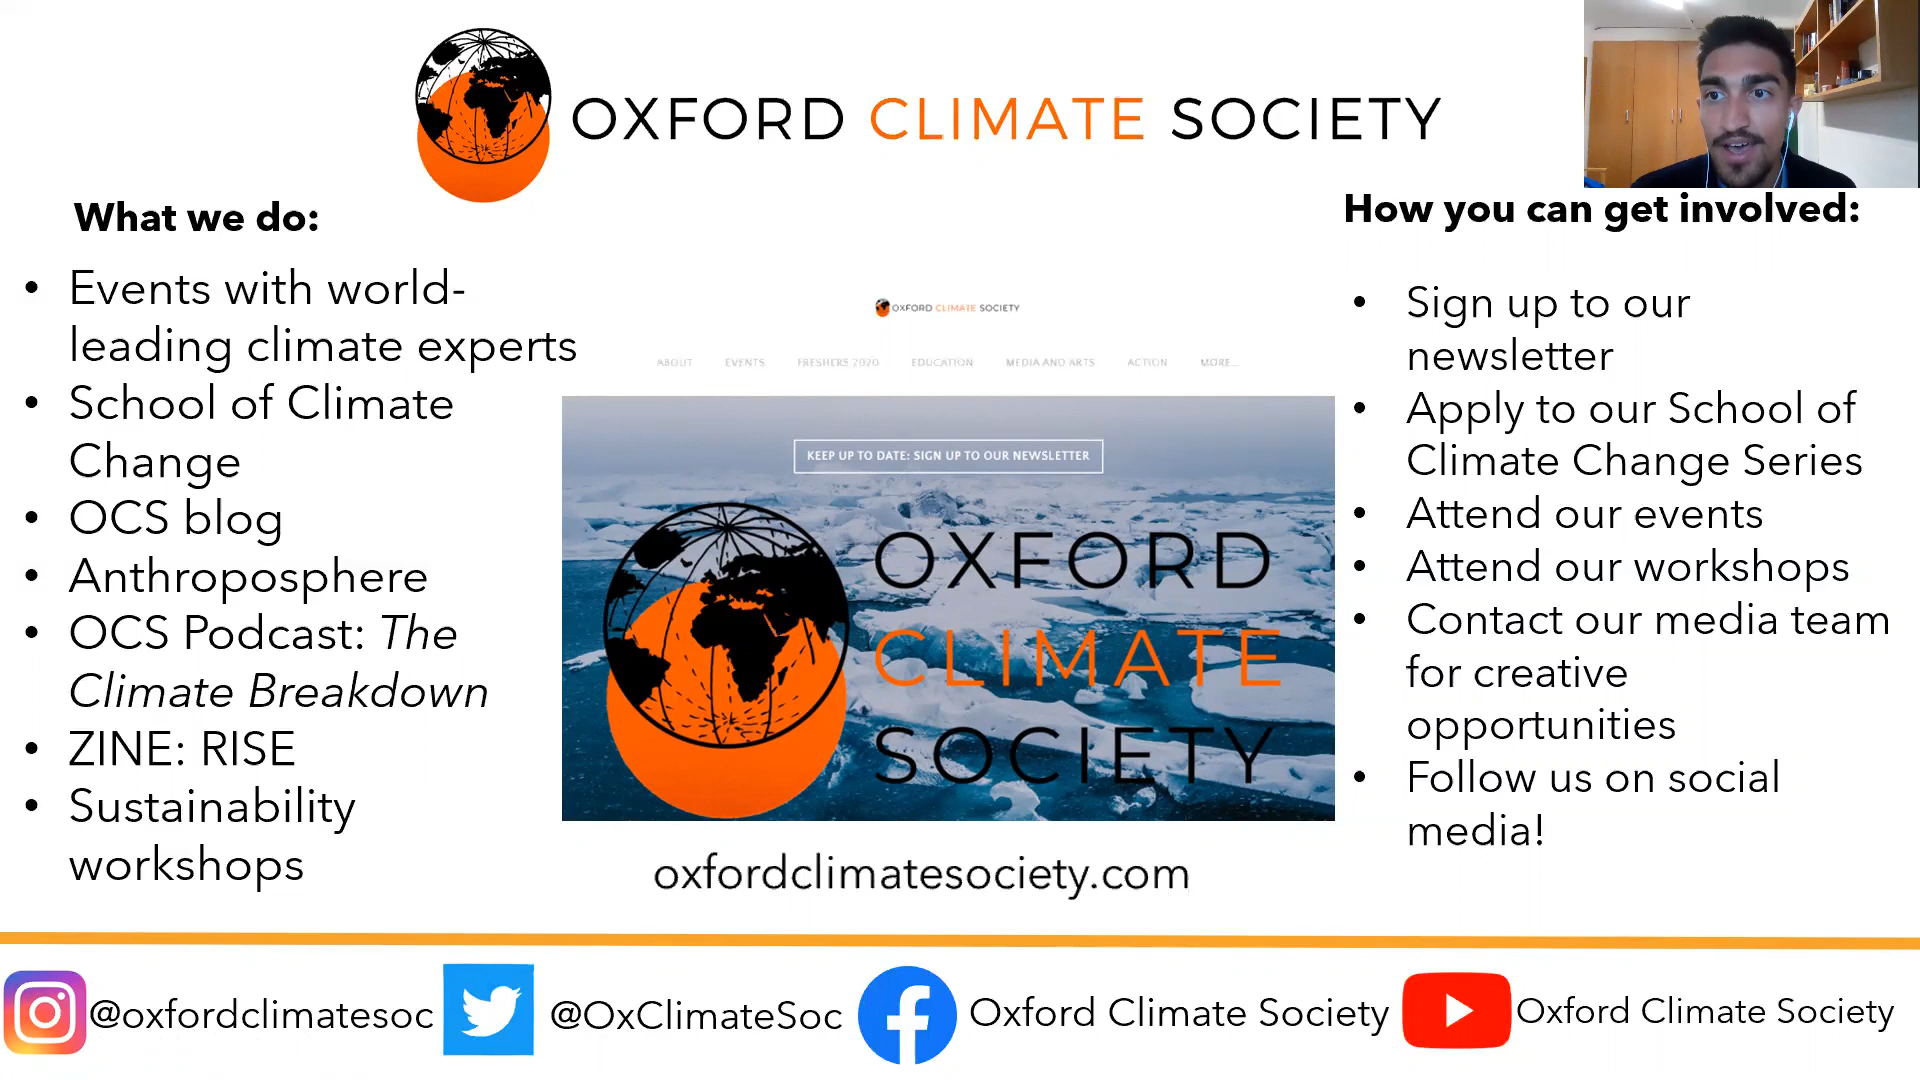 OXFORD CLIMATE SOCIETY
What we do:
• Events with world-
leading climate experts
• School of Climate
Change
• OCS blog
• Anthroposphere
• OCS Podcast: The
Climate Breakdown
• ZINE: RISE
• Sustainability
workshops
OXFORD CLIMATE SOCIETY
ABOUT EVENTS FRESHERS 2020 EDUCATION MEDIA AND ARTS ACTION MORE...
KEEP UP TO DATE: SIGN UP TO OUR NEWSLETTER
OXFORD
CLIMATE
SOCIETY
oxfordclimatesociety.com
How you can get involved:
• Sign up to our
newsletter
• Apply to our School of
Climate Change Series
• Attend our events
• Attend our workshops
• Contact our media team
for creative
opportunities
• Follow us on social
media!
@oxfordclimatesoc @OxClimateSoc Oxford Climate Society Oxford Climate Society